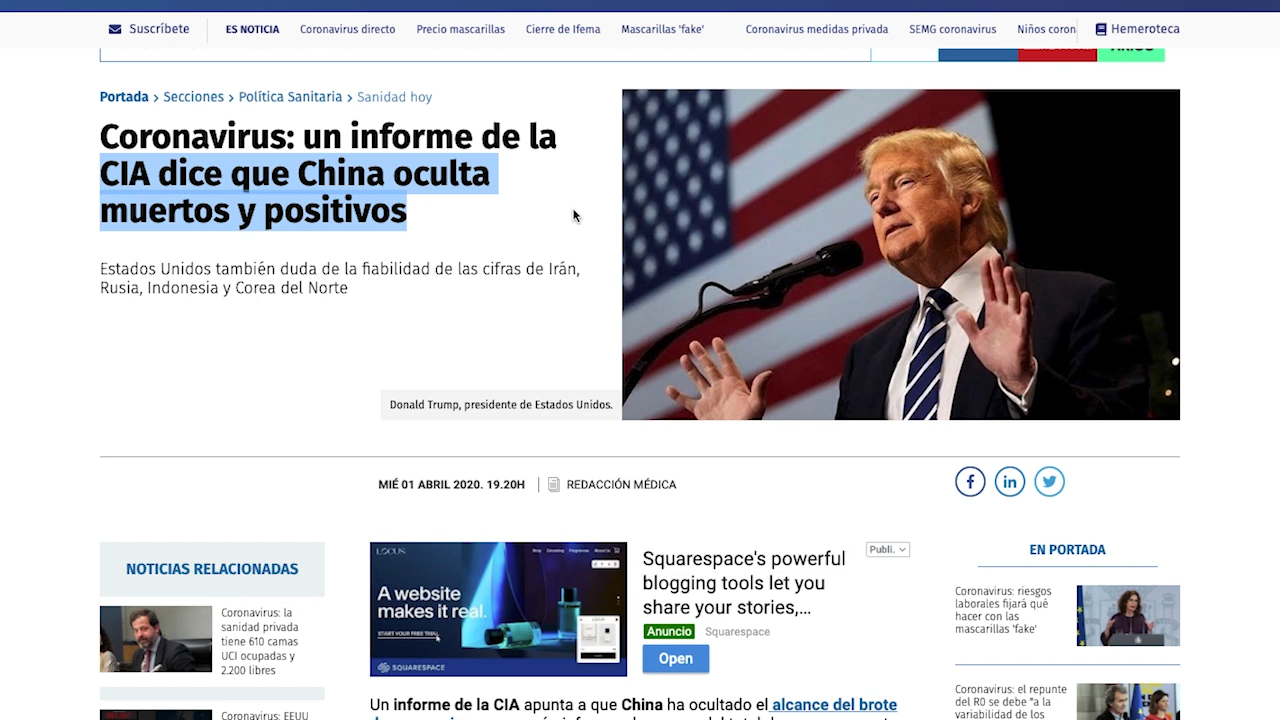 Suscríbete
ES NOTICIA
Coronavirus directo
Precio mascarillas
Cierre de Ifema
Mascarillas 'fake'
Coronavirus medidas privada
SEMG coronavirus
Niños coron
Hemeroteca
Portada > Secciones > Política Sanitaria > Sanidad hoy
Coronavirus: un informe de la
CIA dice que China oculta
muertos y positivos
Estados Unidos también duda de la fiabilidad de las cifras de Irán,
Rusia, Indonesia y Corea del Norte
Donald Trump, presidente de Estados Unidos.
MIÉ 01 ABRIL 2020. 19.20H
REDACCIÓN MÉDICA
NOTICIAS RELACIONADAS
Coronavirus: la
sanidad privada
tiene 610 camas
UCI ocupadas y
2.200 libres
Coronavirus: EEUU
LOCUS
A website
makes it real.
START YOUR FREE TRIAL
SQUARESPACE
Squarespace's powerful
blogging tools let you
share your stories,...
Anuncio Squarespace
Open
Publi.
Un informe de la CIA apunta a que China ha ocultado el alcance del brote
EN PORTADA
Coronavirus: riesgos
laborales fijará qué
hacer con las
mascarillas 'fake'
Coronavirus: el repunte
del R0 se debe "a la
variabilidad de los